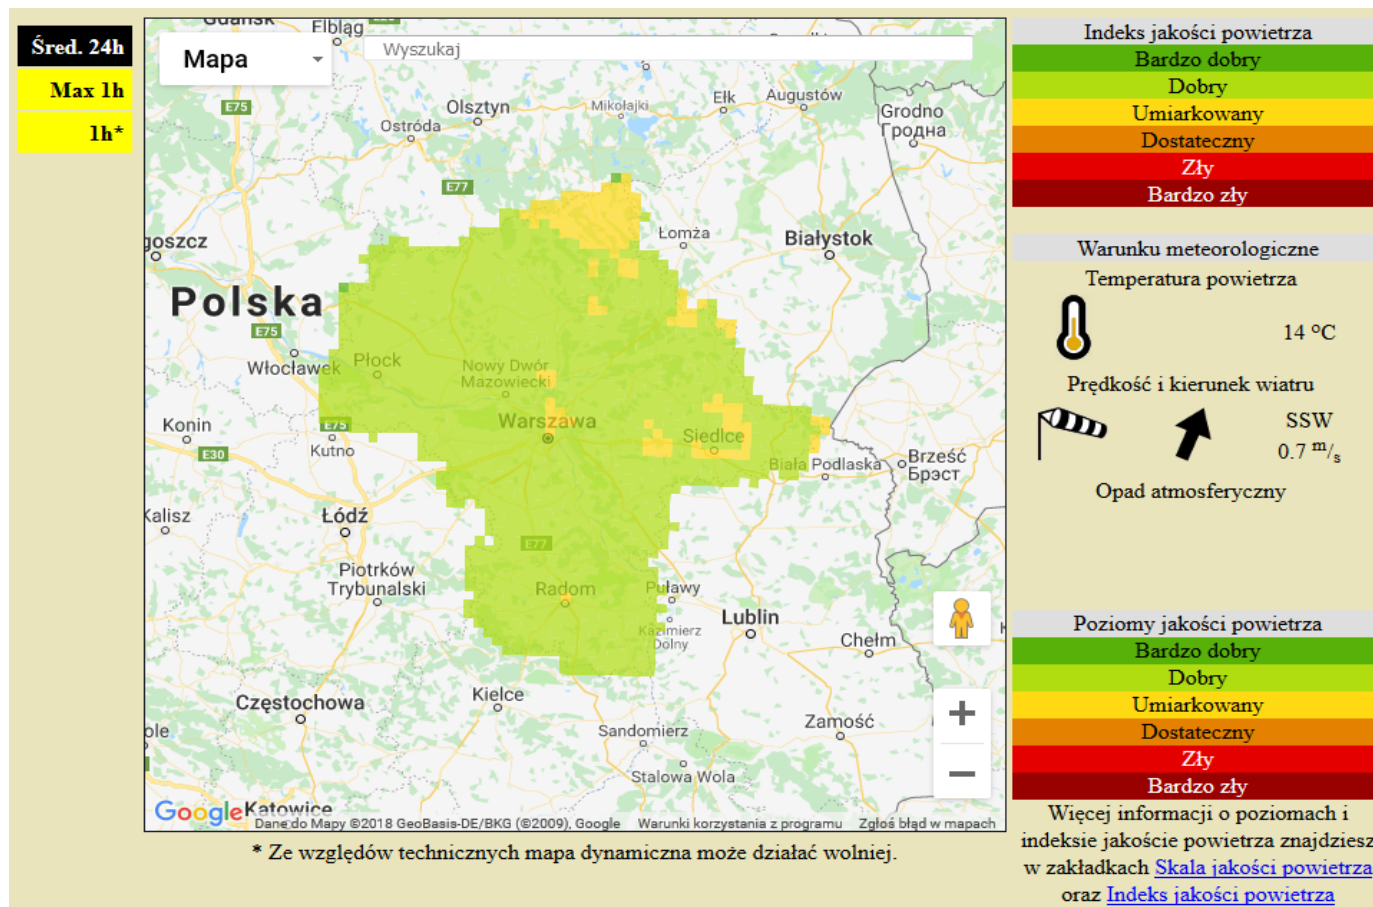 Śred. 24h
Max 1h
1h*
Mapa
Wyszukaj
Gdańsk
Elbląg
E75
Olsztyn
Mikołajki
Ełk
Augustów
Grodno
Гродна
Ostróda
E77
goszcz
Łomża
Białystok
Polska
E75
Włocławek
Płock
Nowy Dwór
Mazowiecki
Konin
E75
Warszawa
Siedlce
E30
Kutno
Biała Podlaska
Brześć
Брэст
Kalisz
Łódź
E77
Piotrków
Trybunalski
Radom
Puławy
Kazimierz
Dolny
Lublin
Chełm
Częstochowa
Kielce
Zamość
ole
Sandomierz
Stalowa Wola
Google
Katowice
Dane do Mapy ©2018 GeoBasis-DE/BKG (©2009), Google
Warunki korzystania z programu
Zgłoś błąd w mapach
* Ze względów technicznych mapa dynamiczna może działać wolniej.
Indeks jakości powietrza
Bardzo dobry
Dobry
Umiarkowany
Dostateczny
Zły
Bardzo zły
Warunku meteorologiczne
Temperatura powietrza
14 °C
Prędkość i kierunek wiatru
SSW
0.7 m/s
Opad atmosferyczny
Poziomy jakości powietrza
Bardzo dobry
Dobry
Umiarkowany
Dostateczny
Zły
Bardzo zły
Więcej informacji o poziomach i
indeksie jakoście powietrza znajdziesz
w zakładkach Skala jakości powietrza
oraz Indeks jakości powietrza